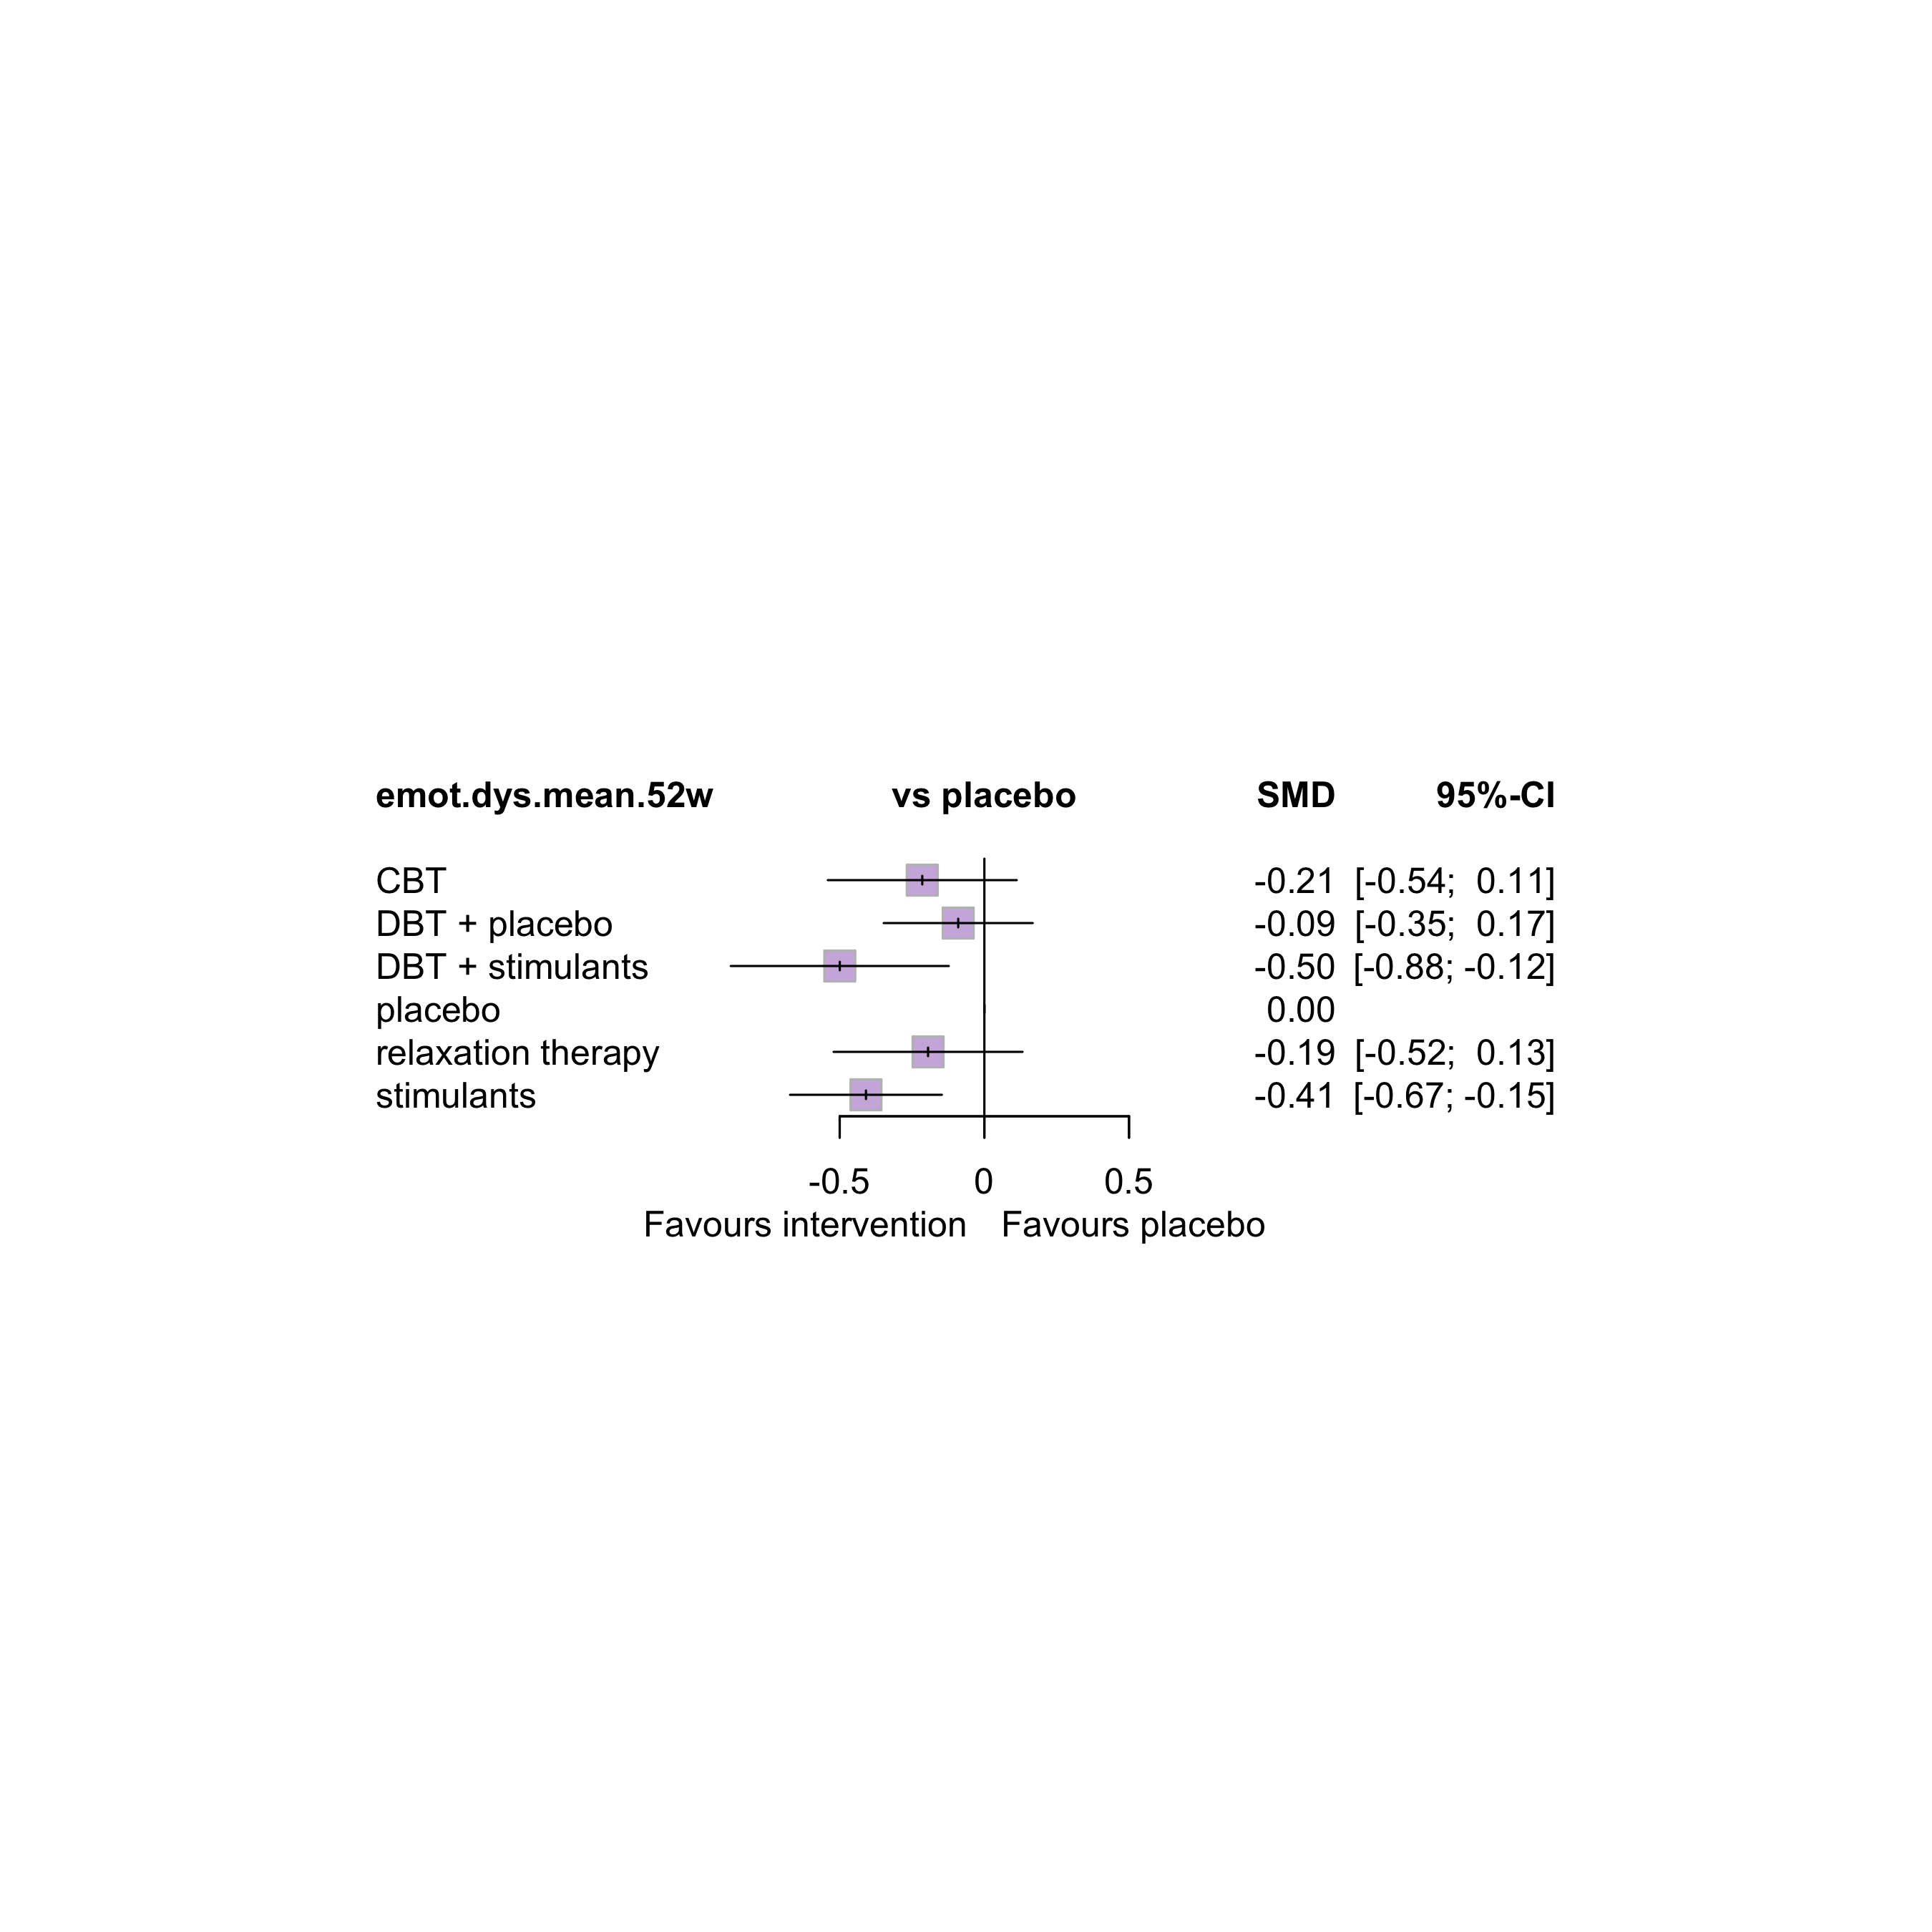 emot.dys.mean.52w vs placebo SMD 95%-CI
CBT -0.21 [-0.54; 0.11]
DBT + placebo -0.09 [-0.35; 0.17]
DBT + stimulants -0.50 [-0.88; -0.12]
placebo 0.00
relaxation therapy -0.19 [-0.52; 0.13]
stimulants -0.41 [-0.67; -0.15]
-0.5 0 0.5
Favours intervention Favours placebo